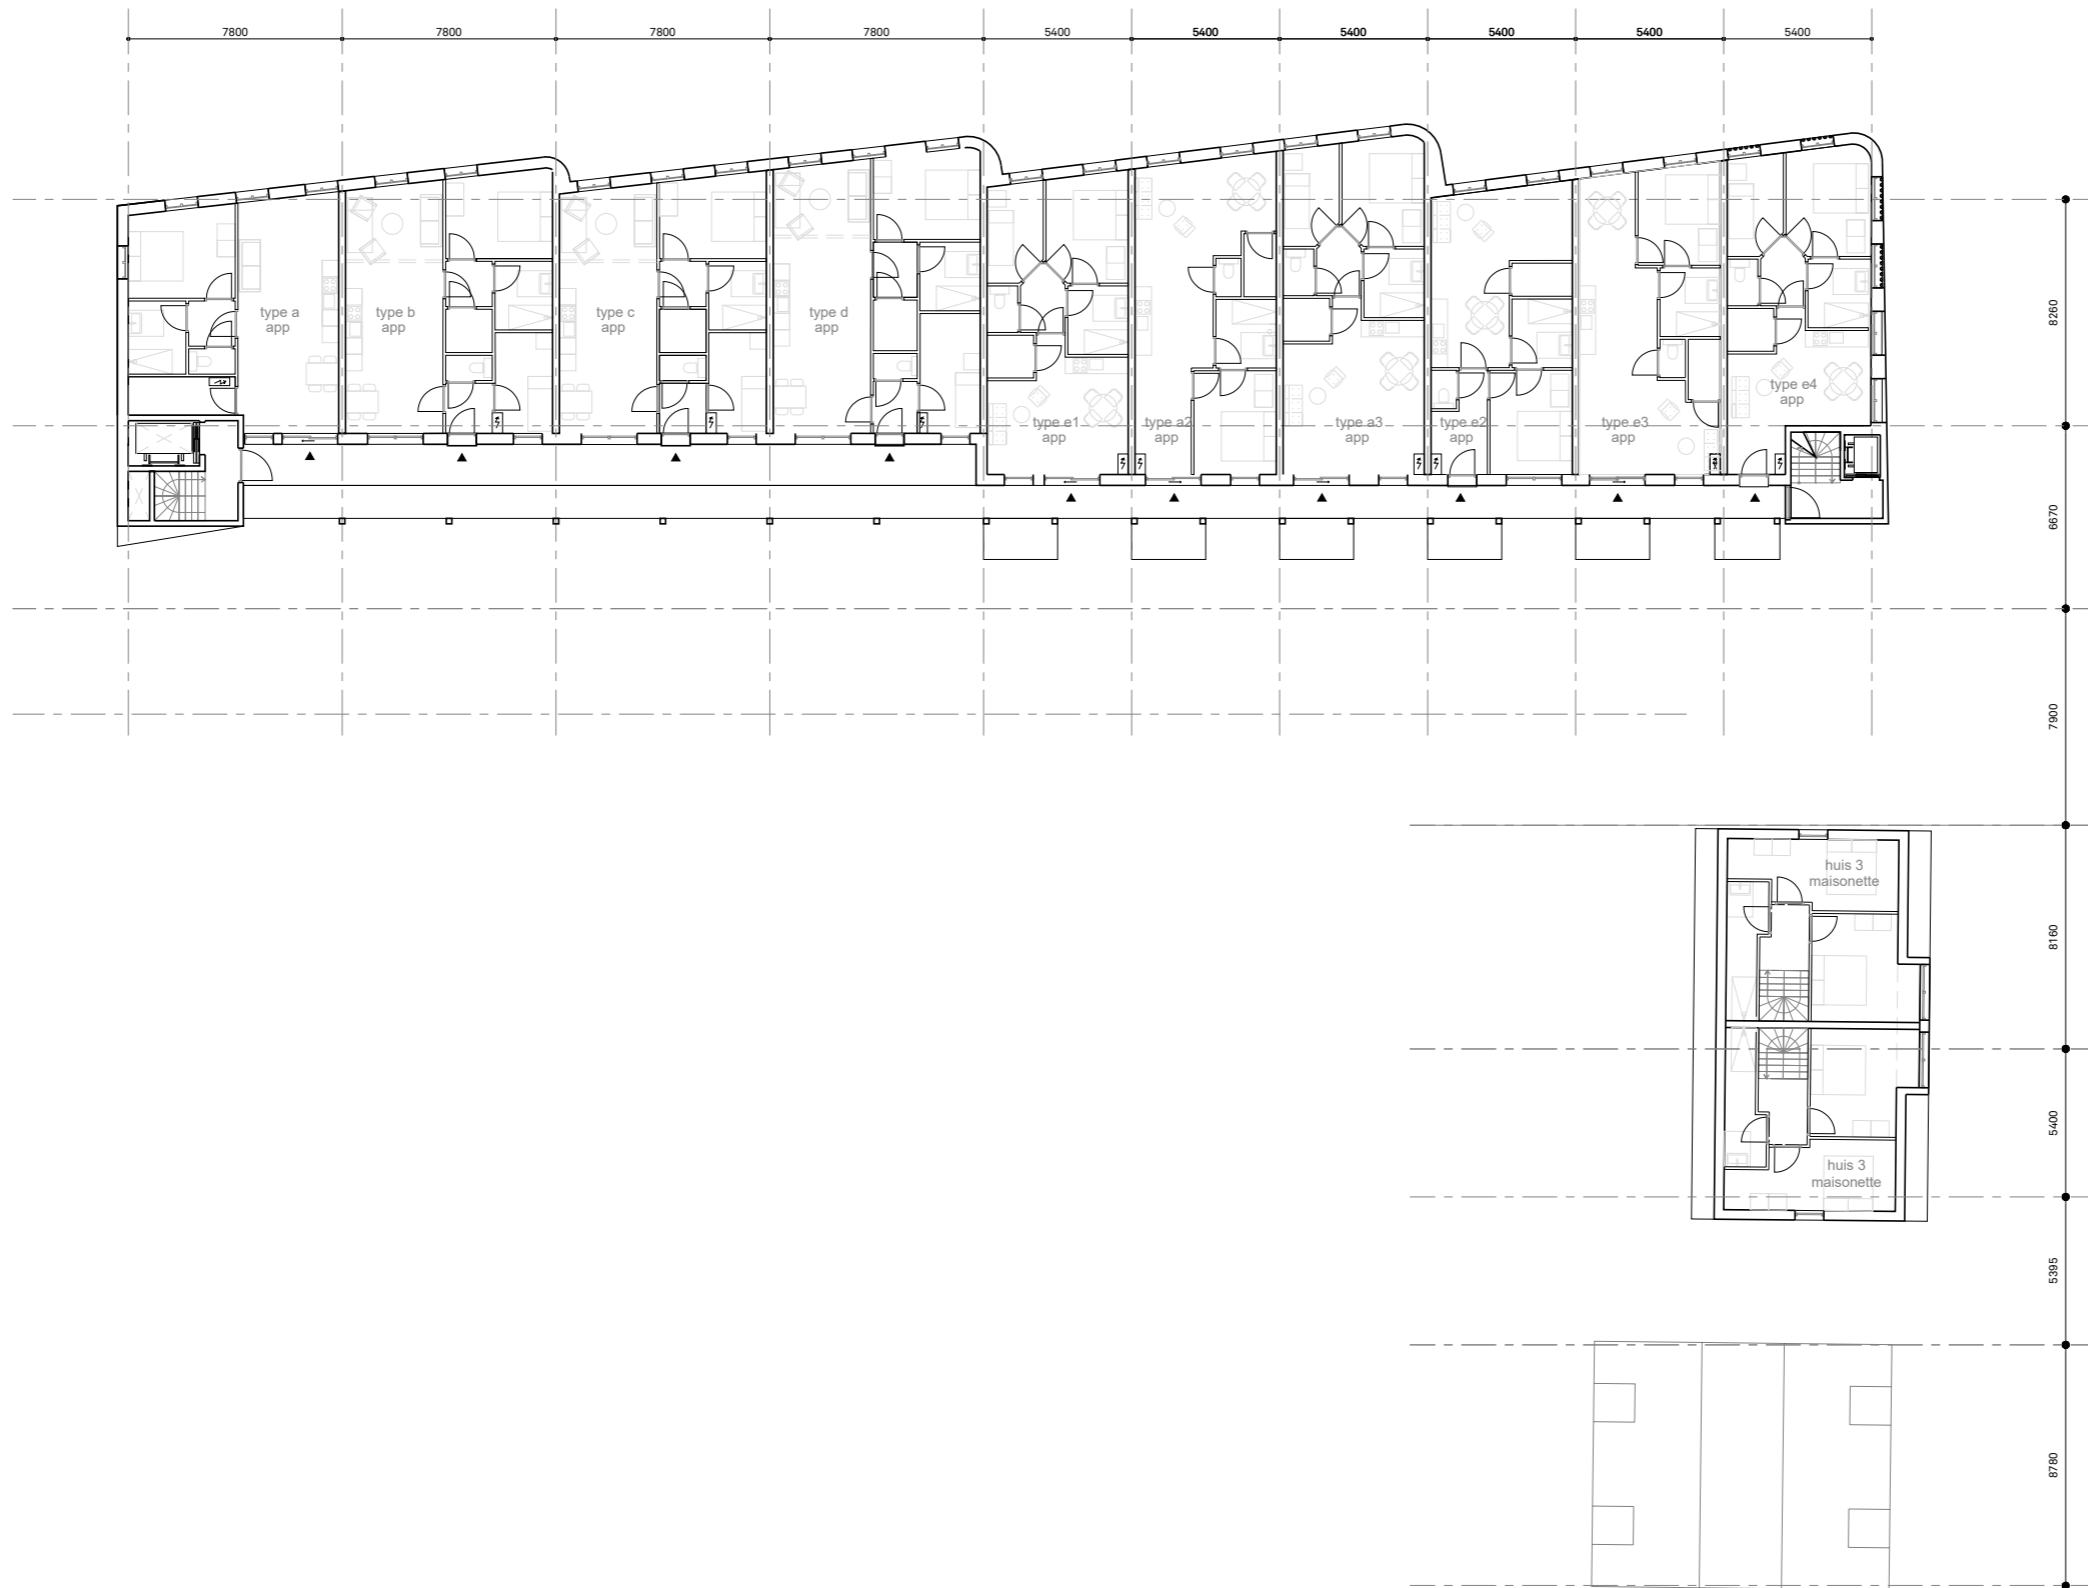 7800 7800 7800 7800 5400 5400 5400 5400 5400 5400
type a
app
type b
app
type c
app
type d
app
type e1
app
type a2
app
type a3
app
type e2
app
type e3
app
type e4
app
8260
6670
7900
8160
5400
5395
8780
huis 3
maisonette
huis 3
maisonette